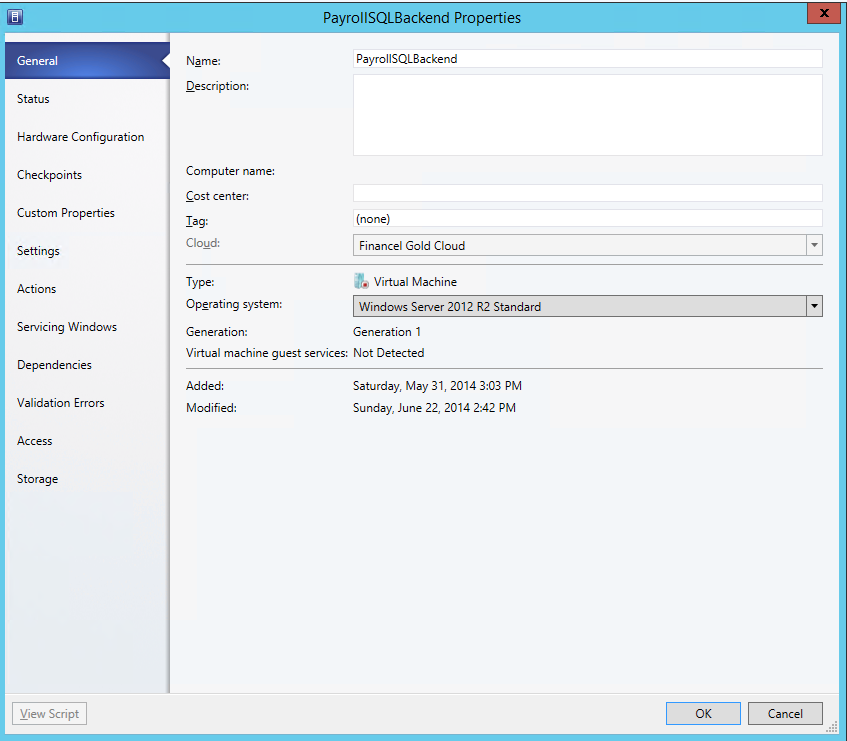 PayrollSQLBackend Properties
x
General
Status
Hardware Configuration
Checkpoints
Custom Properties
Settings
Actions
Servicing Windows
Dependencies
Validation Errors
Access
Storage
Name: PayrollSQLBackend
Description:
Computer name:
Cost center:
Tag: (none)
Cloud: Financel Gold Cloud
Type: Virtual Machine
Operating system: Windows Server 2012 R2 Standard
Generation: Generation 1
Virtual machine guest services: Not Detected
Added: Saturday, May 31, 2014 3:03 PM
Modified: Sunday, June 22, 2014 2:42 PM
View Script OK Cancel